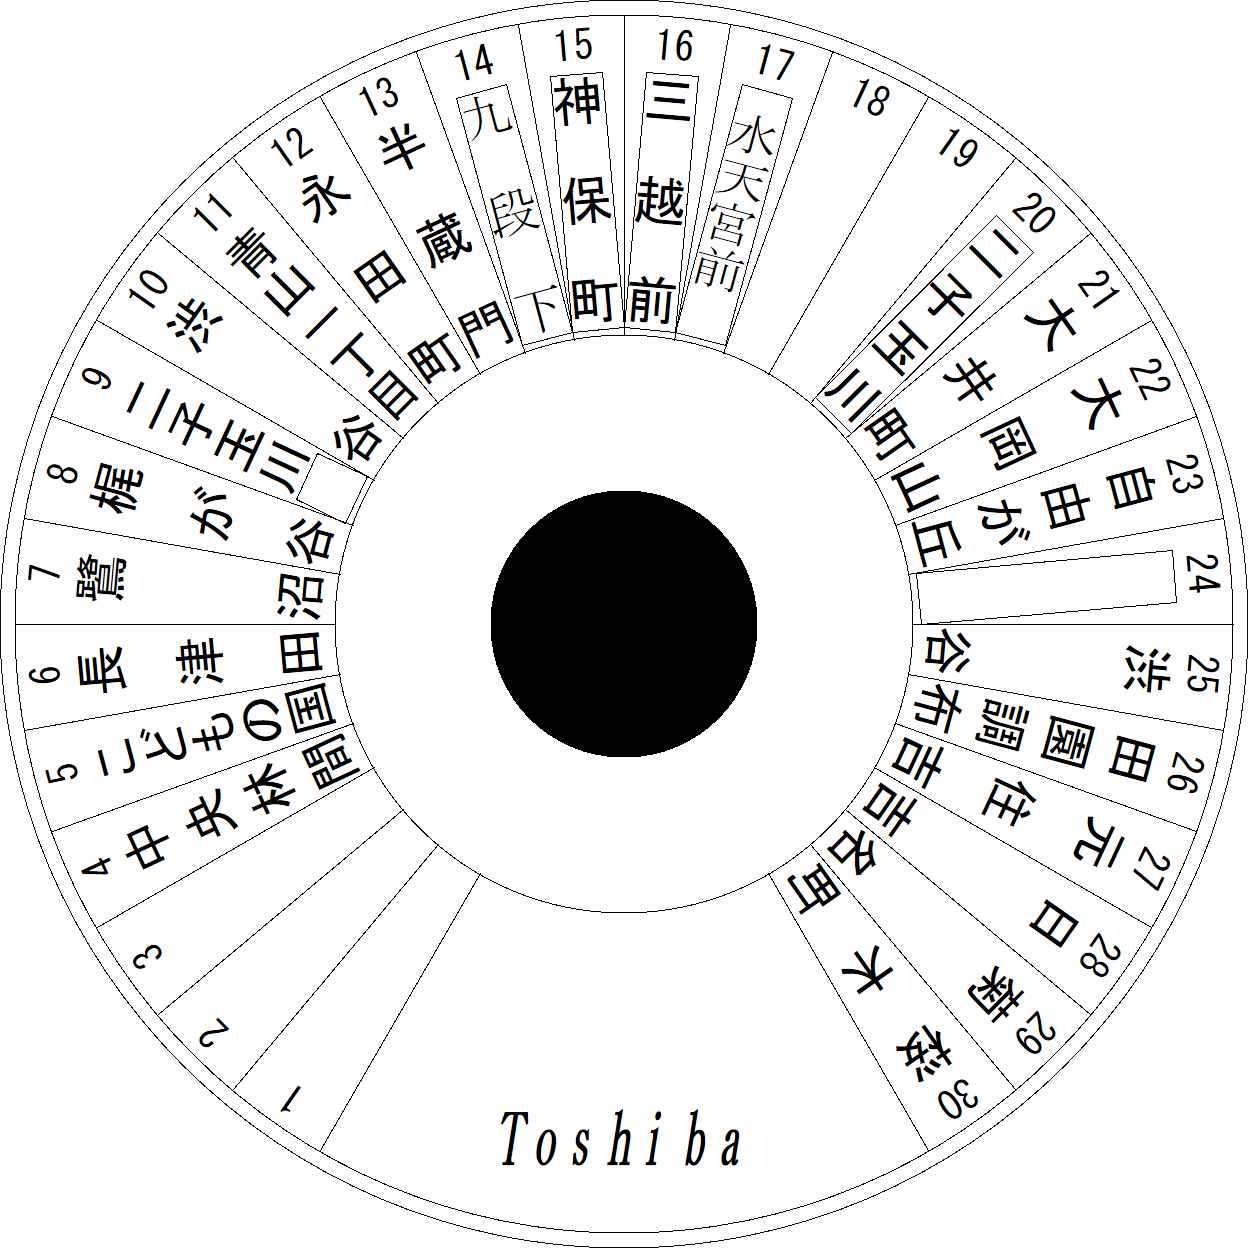 1
2
3
4 中央林間
5 こどもの国
6 長津田
7 鷺沼
8 梶が谷
9 二子玉川
10 渋谷
11 青山一丁目
12 永田町
13 半蔵門
14 九段下
15 神保町
16 三越前
17 水天宮前
18
19
20 二子玉川
21 大井町
22 大岡山
23 自由が丘
24
25 渋谷
26 田園調布
27 元住吉
28 日吉
29 菊名
30 桜木町
Toshiba